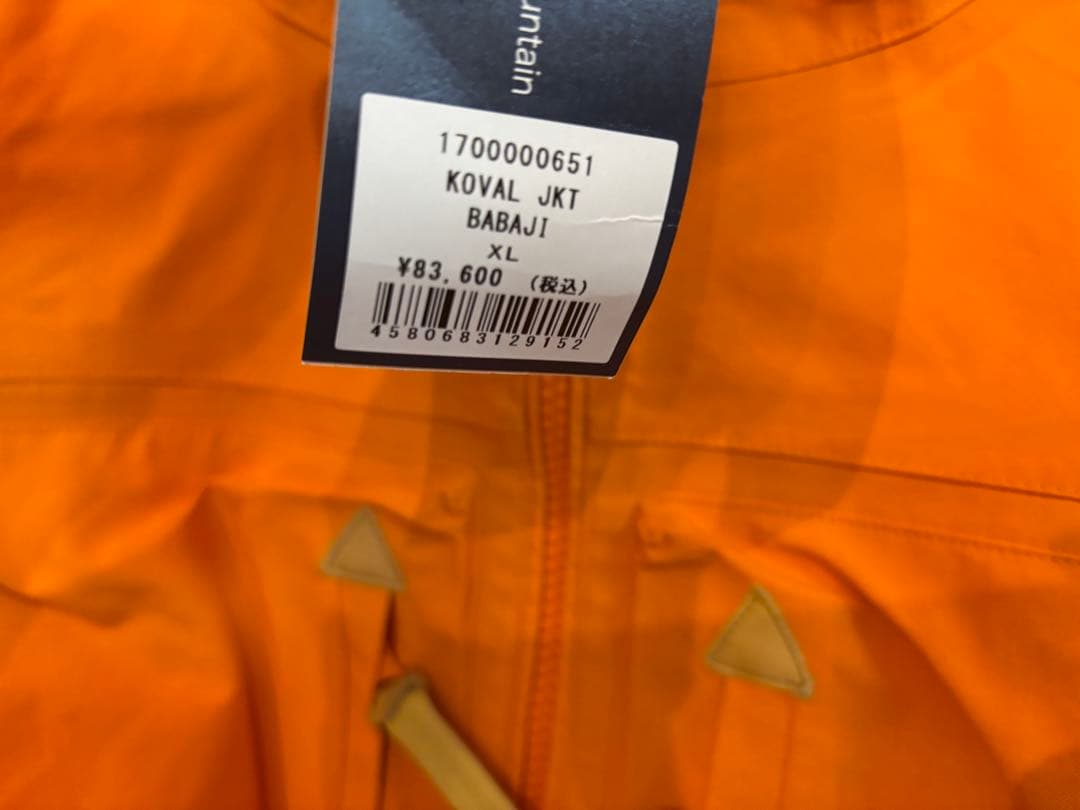 untain
1700000651
KOVAL JKT
BABAJI
XL
¥83,600 (税込)
4580683129152